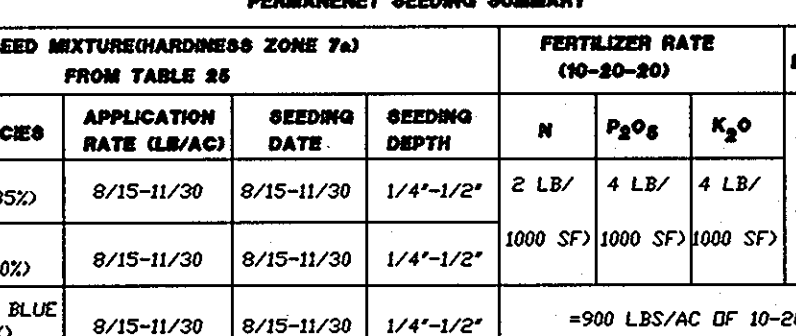 PERMANENET SEEDING SUMMARY
EED MIXTURE(HARDINESS ZONE 7a)
FROM TABLE 25
FERTILIZER RATE
(10-20-20)
CIES
APPLICATION
RATE (LB/AC)
SEEDING
DATE
SEEDING
DEPTH
N
P2O5
K2O
35%)
8/15-11/30
8/15-11/30
1/4"-1/2"
2 LB/
1000 SF)
4 LB/
1000 SF)
4 LB/
1000 SF)
0%)
8/15-11/30
8/15-11/30
1/4"-1/2"
BLUE
8/15-11/30
8/15-11/30
1/4"-1/2"
=900 LBS/AC OF 10-20